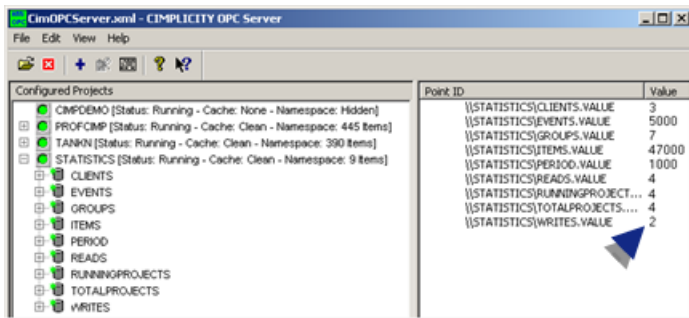 CimOPCServer.xml - CIMPLICITY OPC Server
File Edit View Help
Configured Projects
CIMPDEMO [Status: Running - Cache: None - Namespace: Hidden]
PROFCIMP [Status: Running - Cache: Clean - Namespace: 445 Items]
TANKN [Status: Running - Cache: Clean - Namespace: 390 Items]
STATISTICS [Status: Running - Cache: Clean - Namespace: 9 Items]
CLIENTS
EVENTS
GROUPS
ITEMS
PERIOD
READS
RUNNINGPROJECTS
TOTALPROJECTS
WRITES
Point ID Value
\\STATISTICS\CLIENTS.VALUE 3
\\STATISTICS\EVENTS.VALUE 5000
\\STATISTICS\GROUPS.VALUE 7
\\STATISTICS\ITEMS.VALUE 47000
\\STATISTICS\PERIOD.VALUE 1000
\\STATISTICS\READS.VALUE 4
\\STATISTICS\RUNNINGPROJECT... 4
\\STATISTICS\TOTALPROJECTS.... 4
\\STATISTICS\WRITES.VALUE 2